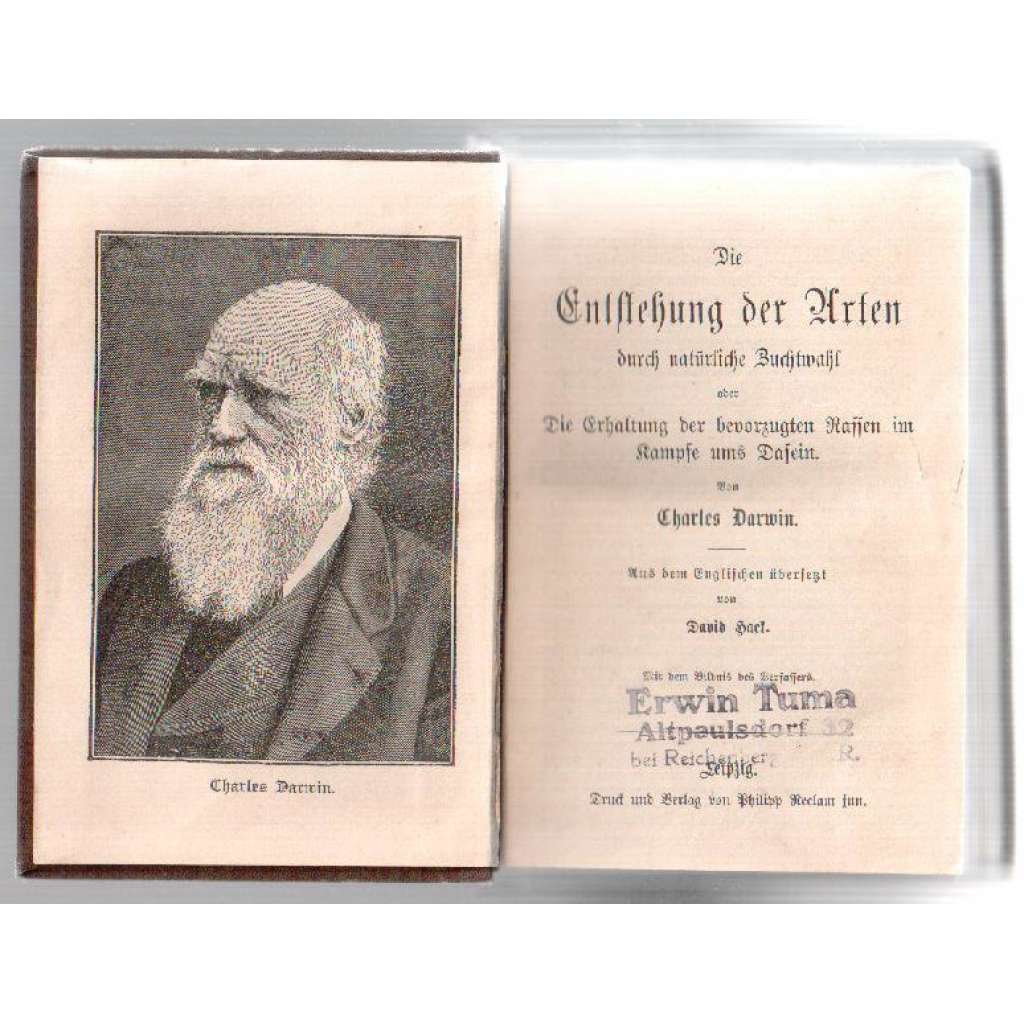 Charles Darwin.
Die
Entstehung der Arten
durch natürliche Zuchtwahl
oder
Die Erhaltung der bevorzugten Rassen im
Kampfe ums Dasein.
Von
Charles Darwin.
Aus dem Englischen übersetzt
von
David Haek.
Mit dem Bildnis des Verfassers.
Erwin Tuma
Altpaulsdorf 32
bei R.
Leipzig.
Druck und Verlag von Philipp Reclam jun.